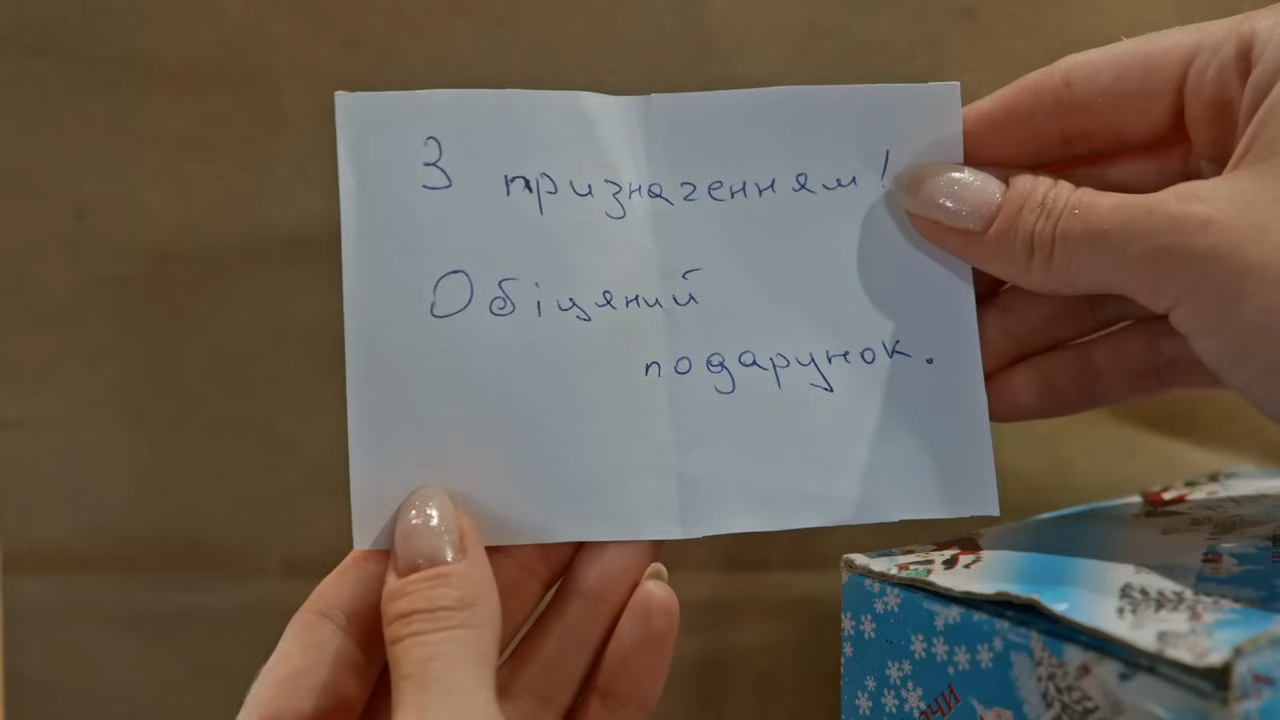 З призначенням!
Обіцяний
подарунок.